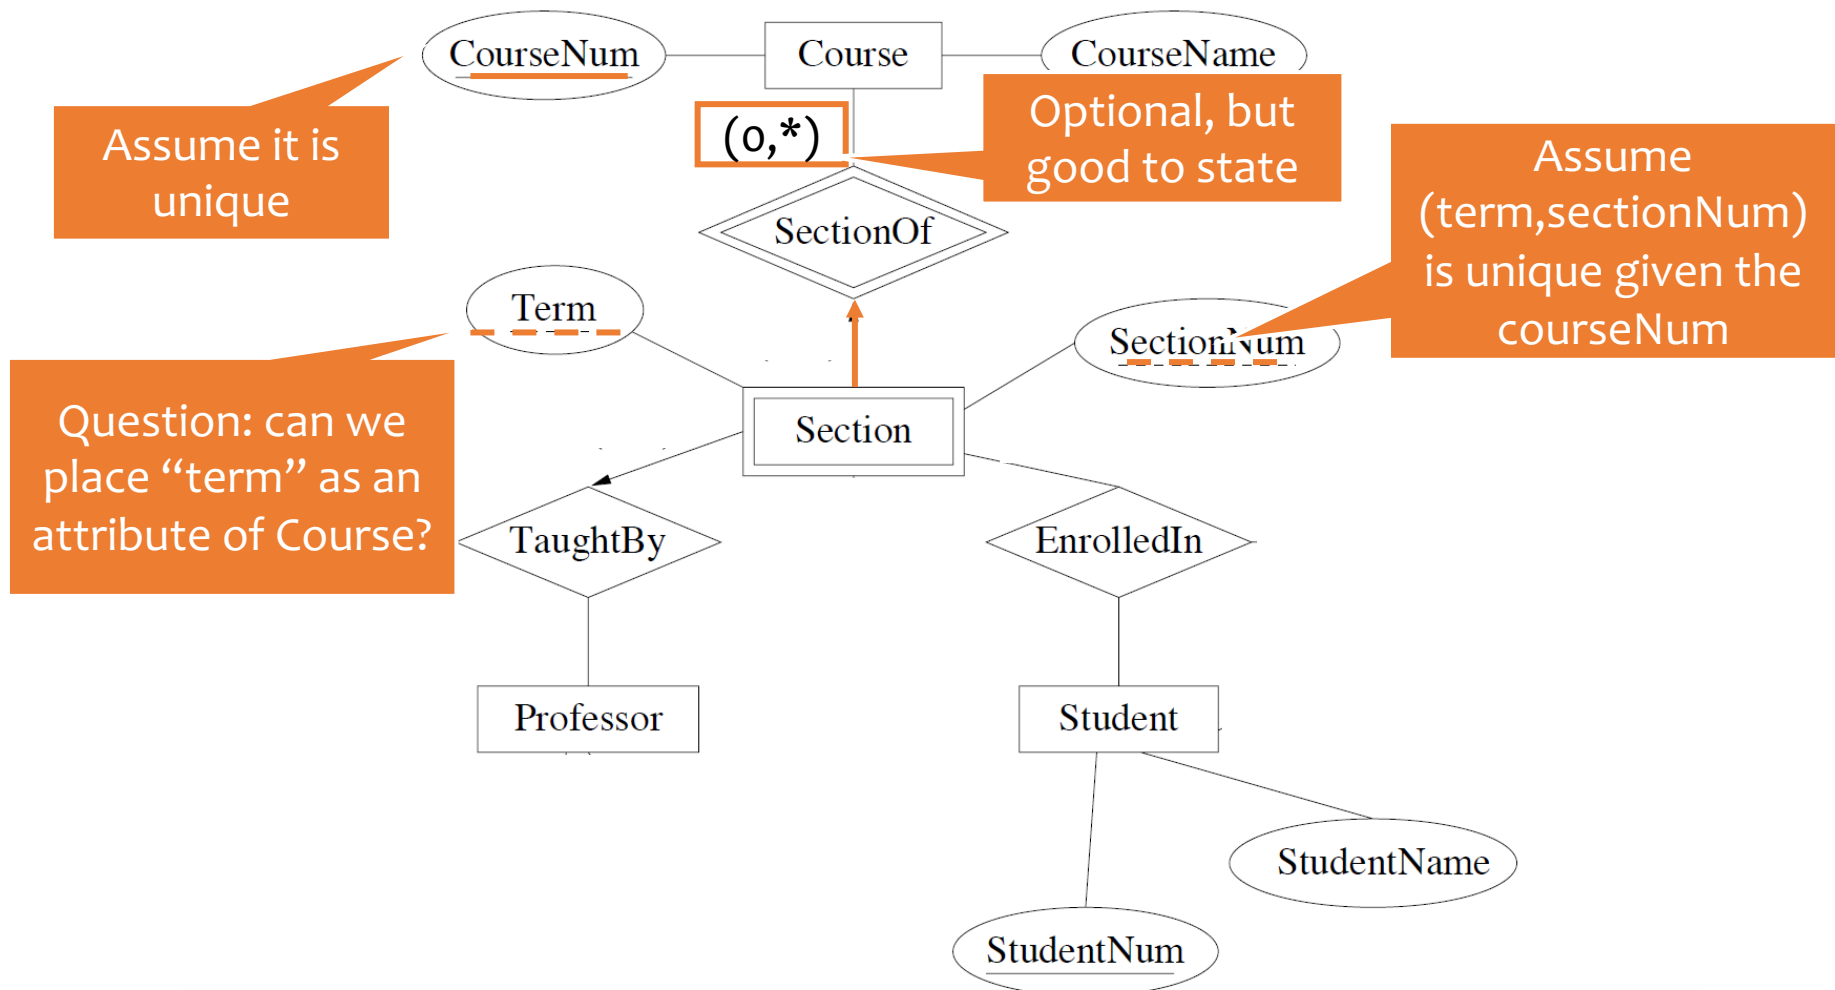 CourseNum
Course
CourseName
Assume it is
unique
(0,*)
Optional, but
good to state
Assume
(term,sectionNum)
is unique given the
courseNum
SectionOf
Term
SectionNum
Question: can we
place “term” as an
attribute of Course?
Section
TaughtBy
EnrolledIn
Professor
Student
StudentName
StudentNum